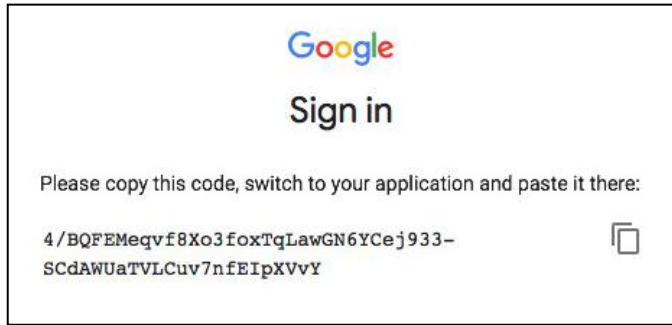 Google
Sign in
Please copy this code, switch to your application and paste it there:
4/BQFEMeqvf8Xo3foxTqLawGN6YCej933-
SCdAWUaTVLCuv7nfEIpXVvY